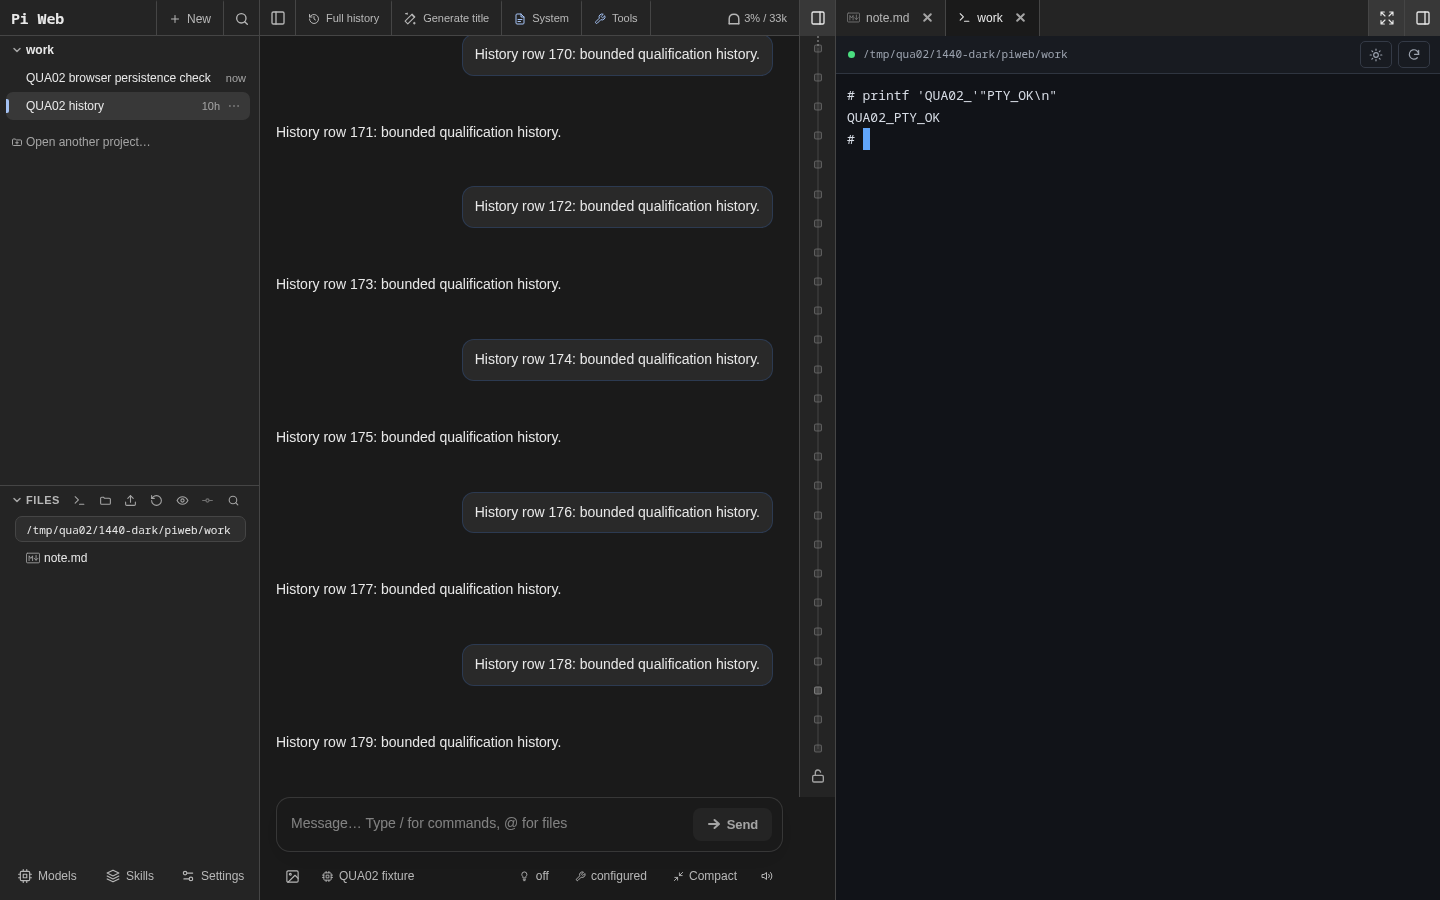 Pi Web
New
work
QUA02 browser persistence check now
QUA02 history 10h
Open another project…
FILES
/tmp/qua02/1440-dark/piweb/work
note.md
Models Skills Settings
Full history Generate title System Tools 3% / 33k
History row 170: bounded qualification history.
History row 171: bounded qualification history.
History row 172: bounded qualification history.
History row 173: bounded qualification history.
History row 174: bounded qualification history.
History row 175: bounded qualification history.
History row 176: bounded qualification history.
History row 177: bounded qualification history.
History row 178: bounded qualification history.
History row 179: bounded qualification history.
Message… Type / for commands, @ for files Send
QUA02 fixture off configured Compact
note.md work
/tmp/qua02/1440-dark/piweb/work
# printf 'QUA02_'"PTY_OK\n"
QUA02_PTY_OK
#